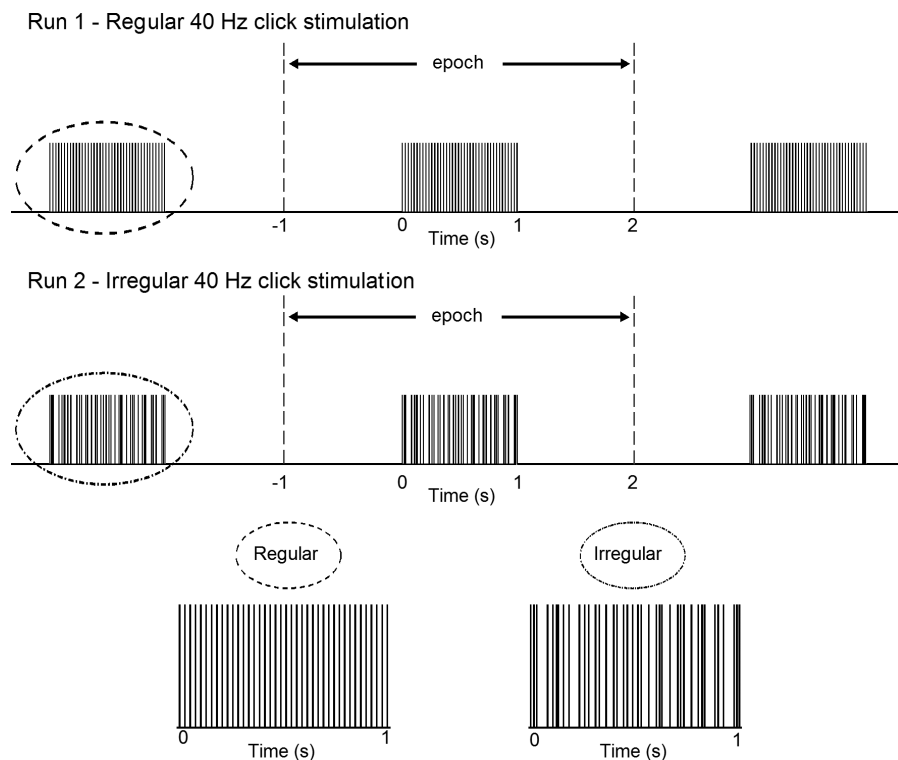 Run 1 - Regular 40 Hz click stimulation
epoch
-1 0 1 2
Time (s)
Run 2 - Irregular 40 Hz click stimulation
epoch
-1 0 1 2
Time (s)
Regular Irregular
0 1 0 1
Time (s) Time (s)